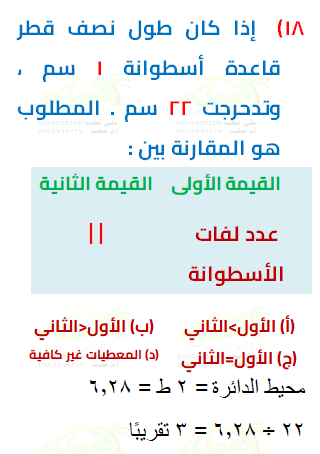 ١٨) إذا كان طول نصف قطر
قاعدة أسطوانة ١ سم ،
وتدحرجت ٢٢ سم . المطلوب
هو المقارنة بين :
القيمة الأولى القيمة الثانية
عدد لفات ١١
الأسطوانة
(أ) الأول>الثاني (ب) الأول<الثاني
(ج) الأول=الثاني (د) المعطيات غير كافية
محيط الدائرة = ٢ ط = ٦,٢٨
٢٢ ÷ ٦,٢٨ = ٣ تقريبًا